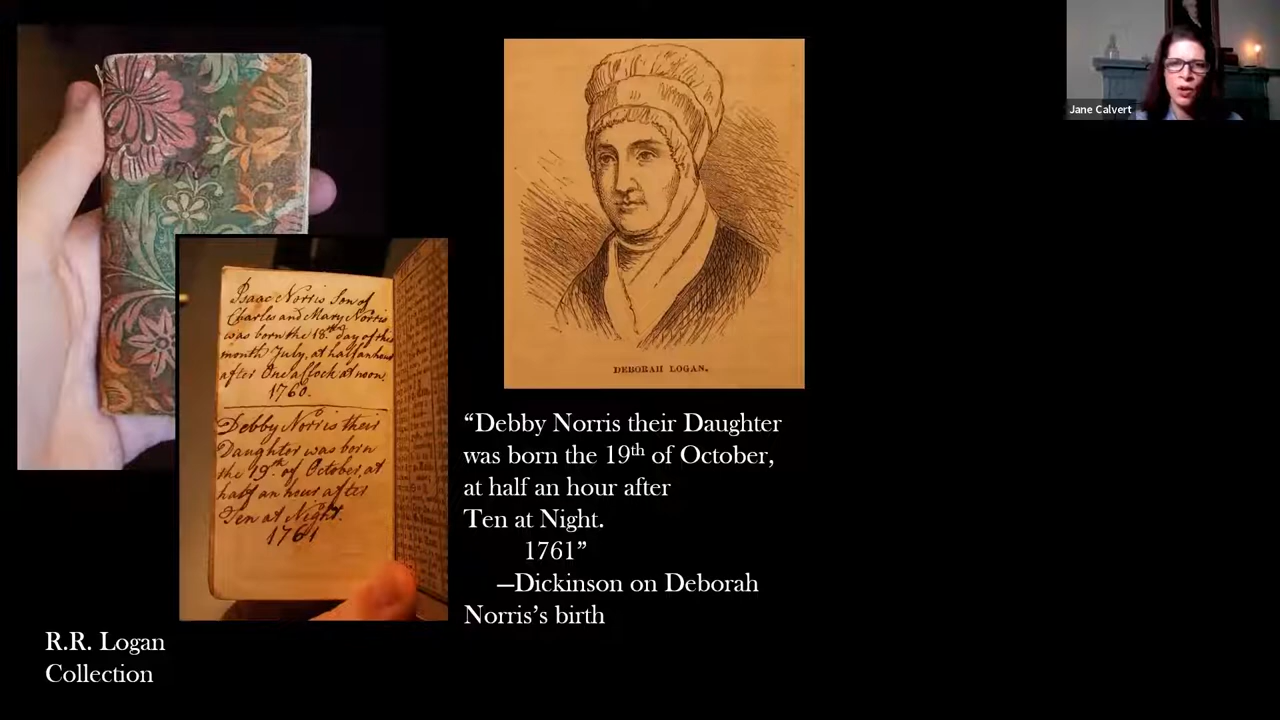 1760
Isaac Norris Son of
Charles and Mary Norris
was born the 18th day of the
month July, at half an hour
after One a Clock at noon.
1760.
Debby Norris their
Daughter was born
the 19th of October, at
half an hour after
Ten at Night.
1761
DEBORAH LOGAN.
“Debby Norris their Daughter
was born the 19th of October,
at half an hour after
Ten at Night.
1761”
—Dickinson on Deborah
Norris’s birth
R.R. Logan
Collection
Jane Calvert